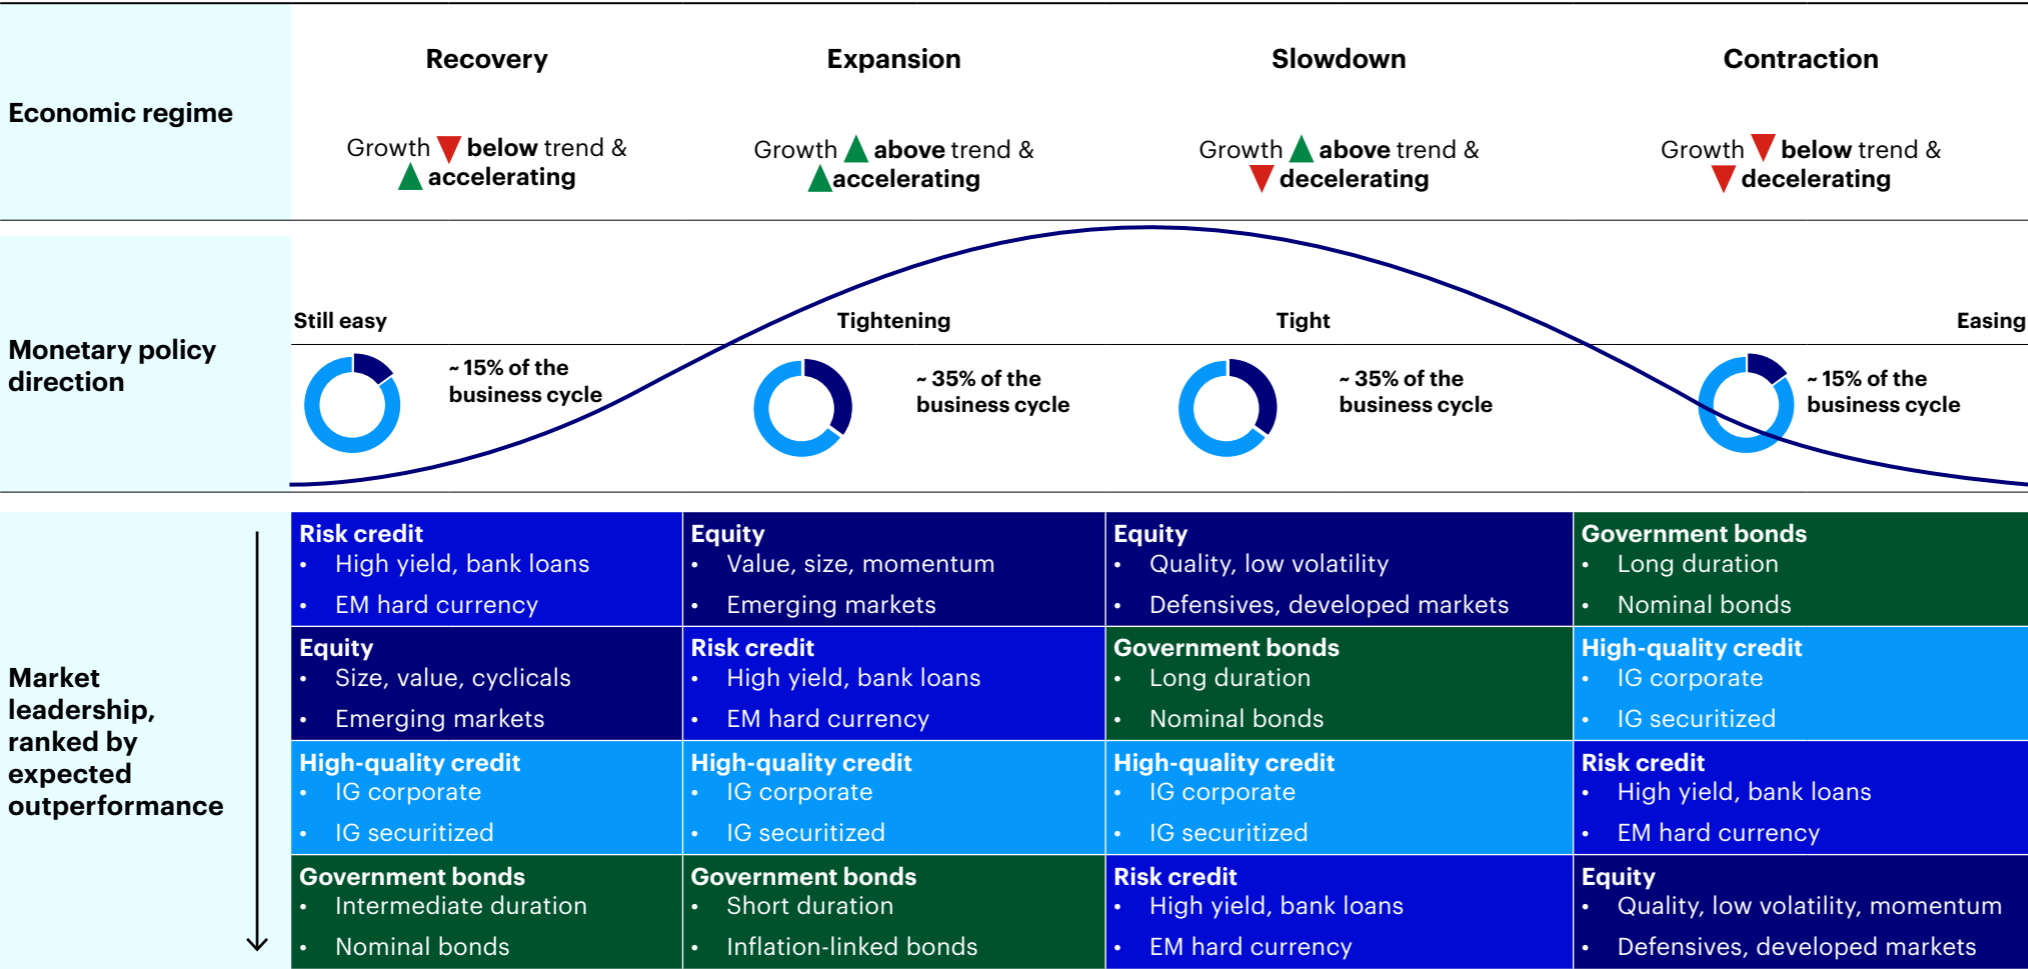 Economic regime
Recovery
Growth ▼ below trend &
▲ accelerating
Expansion
Growth ▲ above trend &
▲accelerating
Slowdown
Growth ▲ above trend &
▼ decelerating
Contraction
Growth ▼ below trend &
▼ decelerating
Monetary policy
direction
Still easy
~ 15% of the
business cycle
Tightening
~ 35% of the
business cycle
Tight
~ 35% of the
business cycle
Easing
~ 15% of the
business cycle
Market
leadership,
ranked by
expected
outperformance
Risk credit
• High yield, bank loans
• EM hard currency
Equity
• Value, size, momentum
• Emerging markets
Equity
• Quality, low volatility
• Defensives, developed markets
Government bonds
• Long duration
• Nominal bonds
Equity
• Size, value, cyclicals
• Emerging markets
Risk credit
• High yield, bank loans
• EM hard currency
Government bonds
• Long duration
• Nominal bonds
High-quality credit
• IG corporate
• IG securitized
High-quality credit
• IG corporate
• IG securitized
High-quality credit
• IG corporate
• IG securitized
High-quality credit
• IG corporate
• IG securitized
Risk credit
• High yield, bank loans
• EM hard currency
Government bonds
• Intermediate duration
• Nominal bonds
Government bonds
• Short duration
• Inflation-linked bonds
Risk credit
• High yield, bank loans
• EM hard currency
Equity
• Quality, low volatility, momentum
• Defensives, developed markets